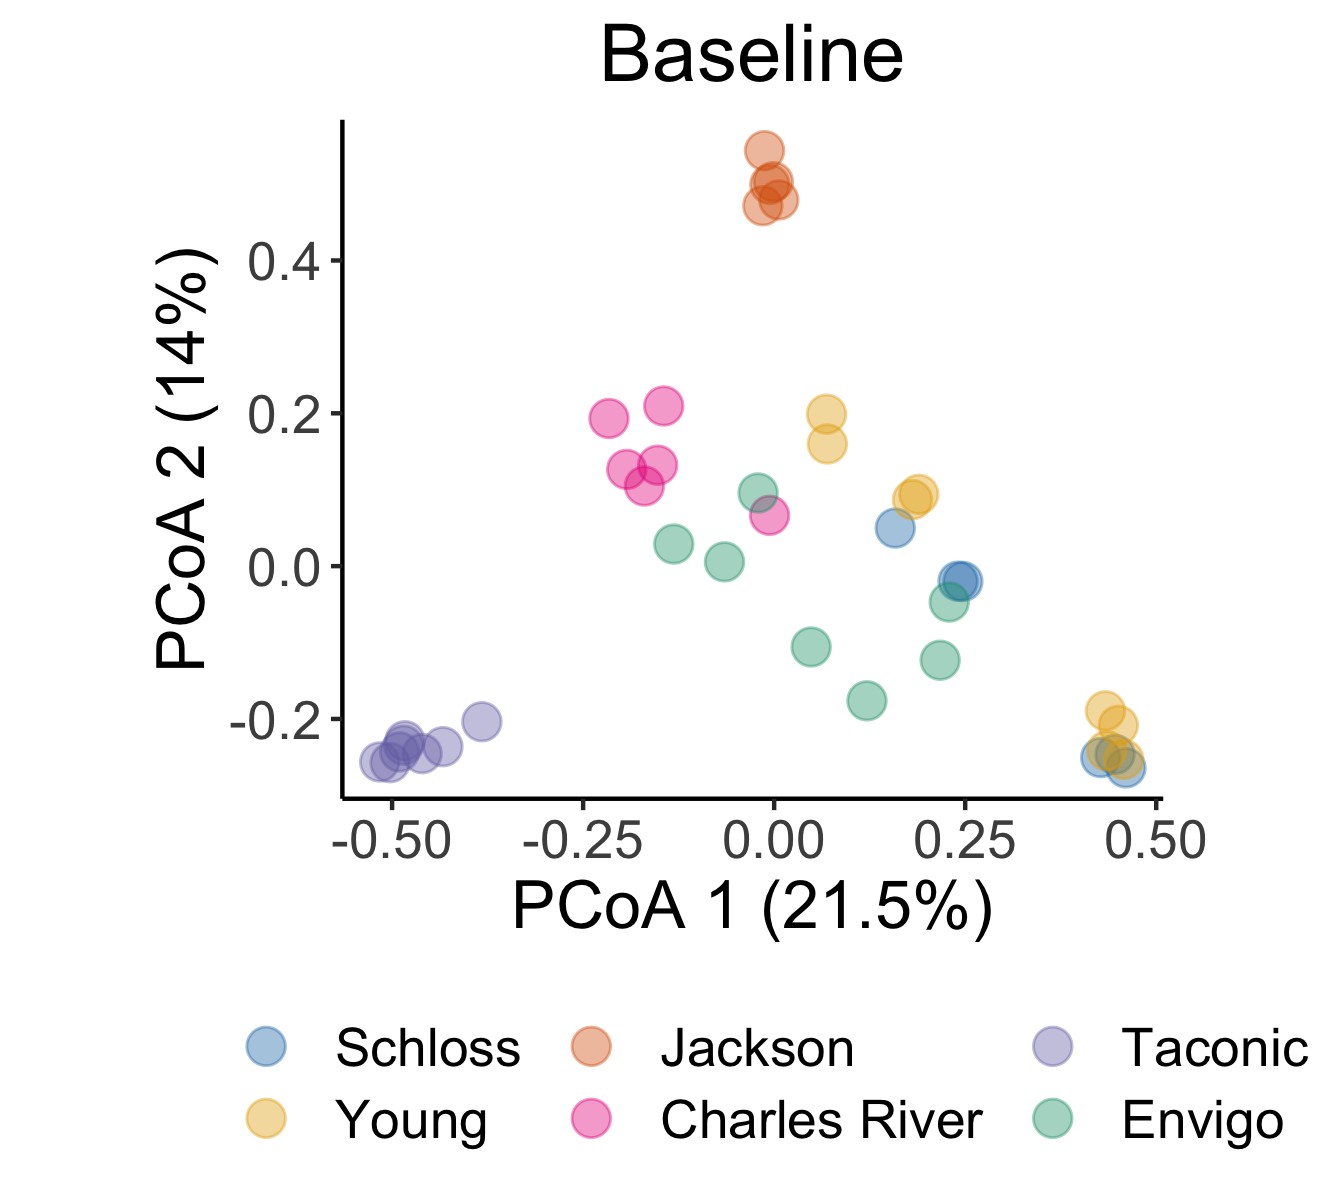 Baseline
PCoA 2 (14%)
0.4
0.2
0.0
-0.2
-0.50 -0.25 0.00 0.25 0.50
PCoA 1 (21.5%)
Schloss Jackson Taconic
Young Charles River Envigo